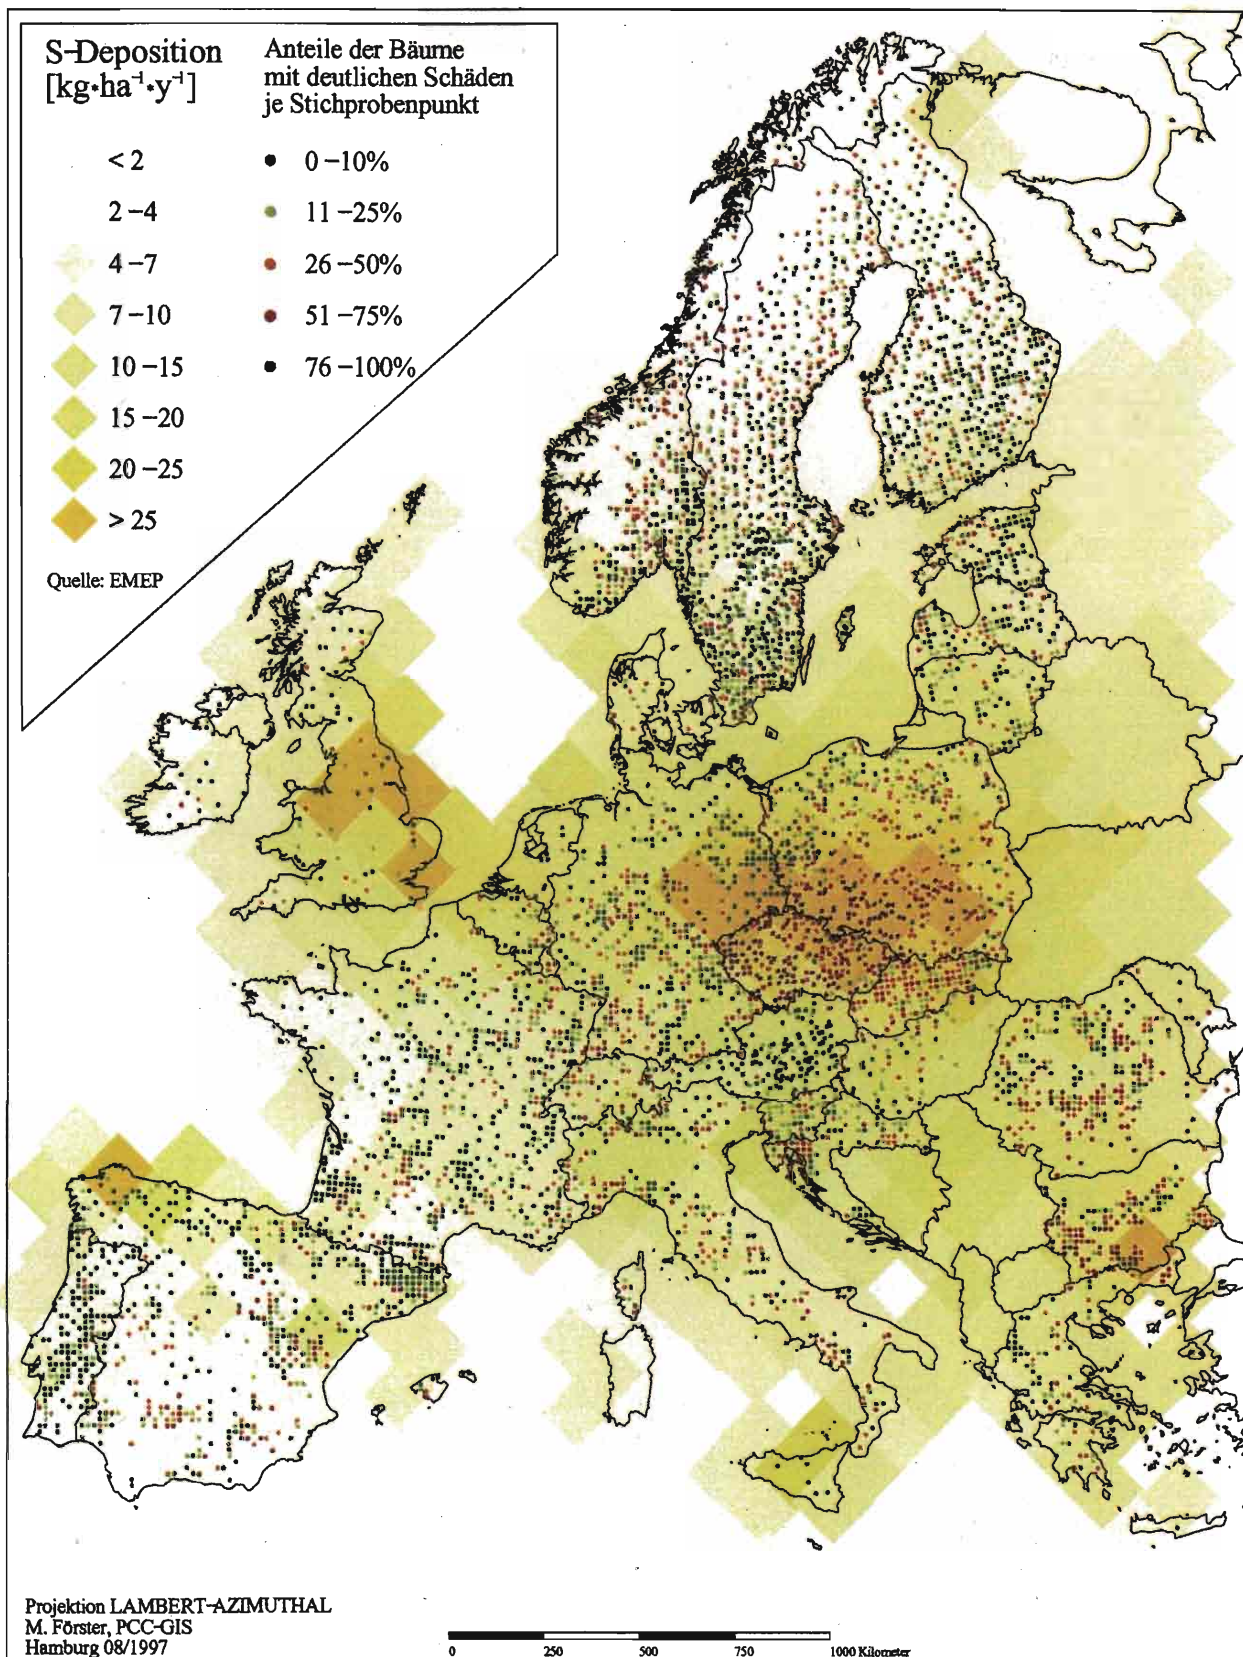 S-Deposition
[kg•ha⁻¹•y⁻¹]
< 2
2 –4
4 –7
7 –10
10 –15
15 –20
20 –25
> 25
Quelle: EMEP
Anteile der Bäume
mit deutlichen Schäden
je Stichprobenpunkt
0 –10%
11 –25%
26 –50%
51 –75%
76 –100%
Projektion LAMBERT-AZIMUTHAL
M. Förster, PCC-GIS
Hamburg 08/1997
0 250 500 750 1000 Kilometer